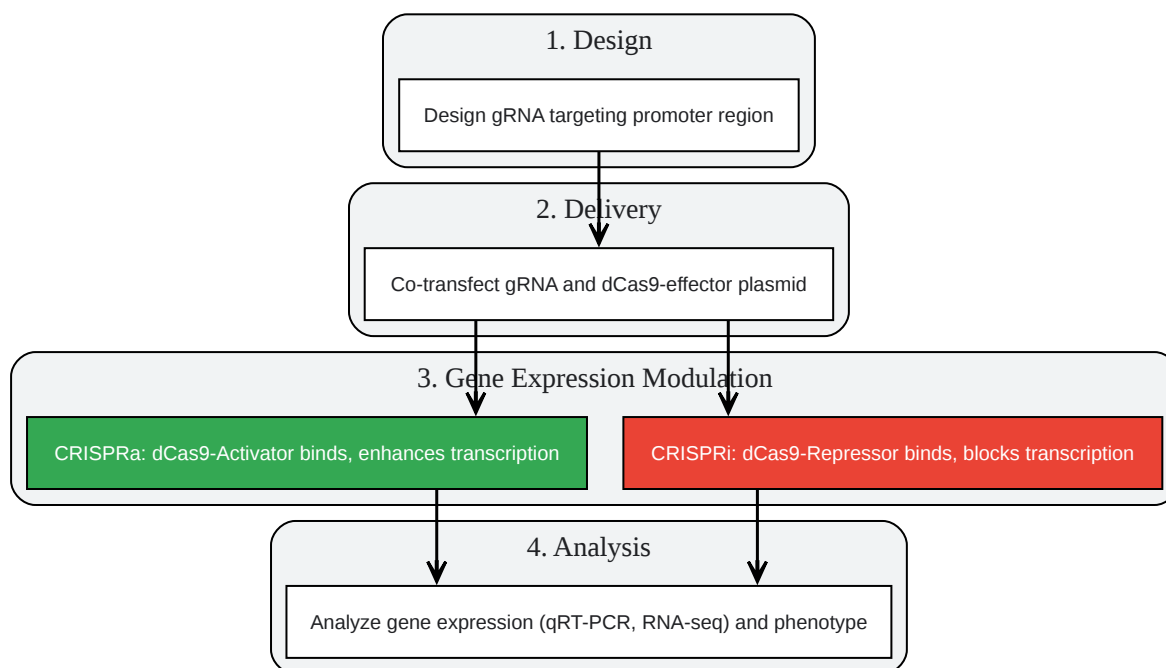 1. Design
Design gRNA targeting promoter region
2. Delivery
Co-transfect gRNA and dCas9-effector plasmid
3. Gene Expression Modulation
CRISPRa: dCas9-Activator binds, enhances transcription
CRISPRi: dCas9-Repressor binds, blocks transcription
4. Analysis
Analyze gene expression (qRT-PCR, RNA-seq) and phenotype